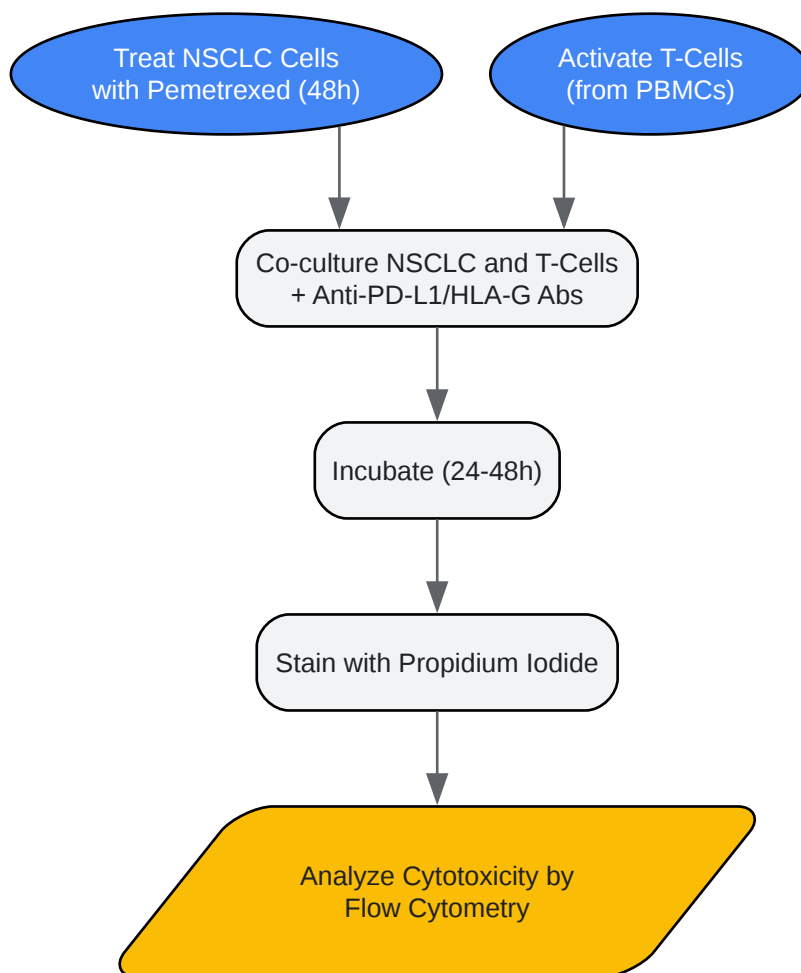 Treat NSCLC Cells
with Pemetrexed (48h)
Activate T-Cells
(from PBMCs)
Co-culture NSCLC and T-Cells
+ Anti-PD-L1/HLA-G Abs
Incubate (24-48h)
Stain with Propidium Iodide
Analyze Cytotoxicity by
Flow Cytometry